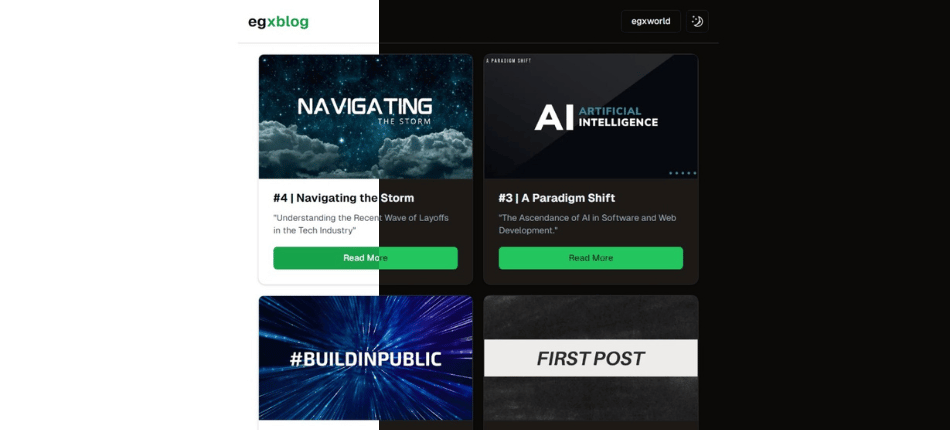 egxblog
egxworld
NAVIGATING
THE STORM
#4 | Navigating the Storm
"Understanding the Recent Wave of Layoffs
in the Tech Industry"
Read More
A PARADIGM SHIFT
AI ARTIFICIAL
INTELLIGENCE
#3 | A Paradigm Shift
"The Ascendance of AI in Software and Web
Development."
Read More
#BUILDINPUBLIC
FIRST POST